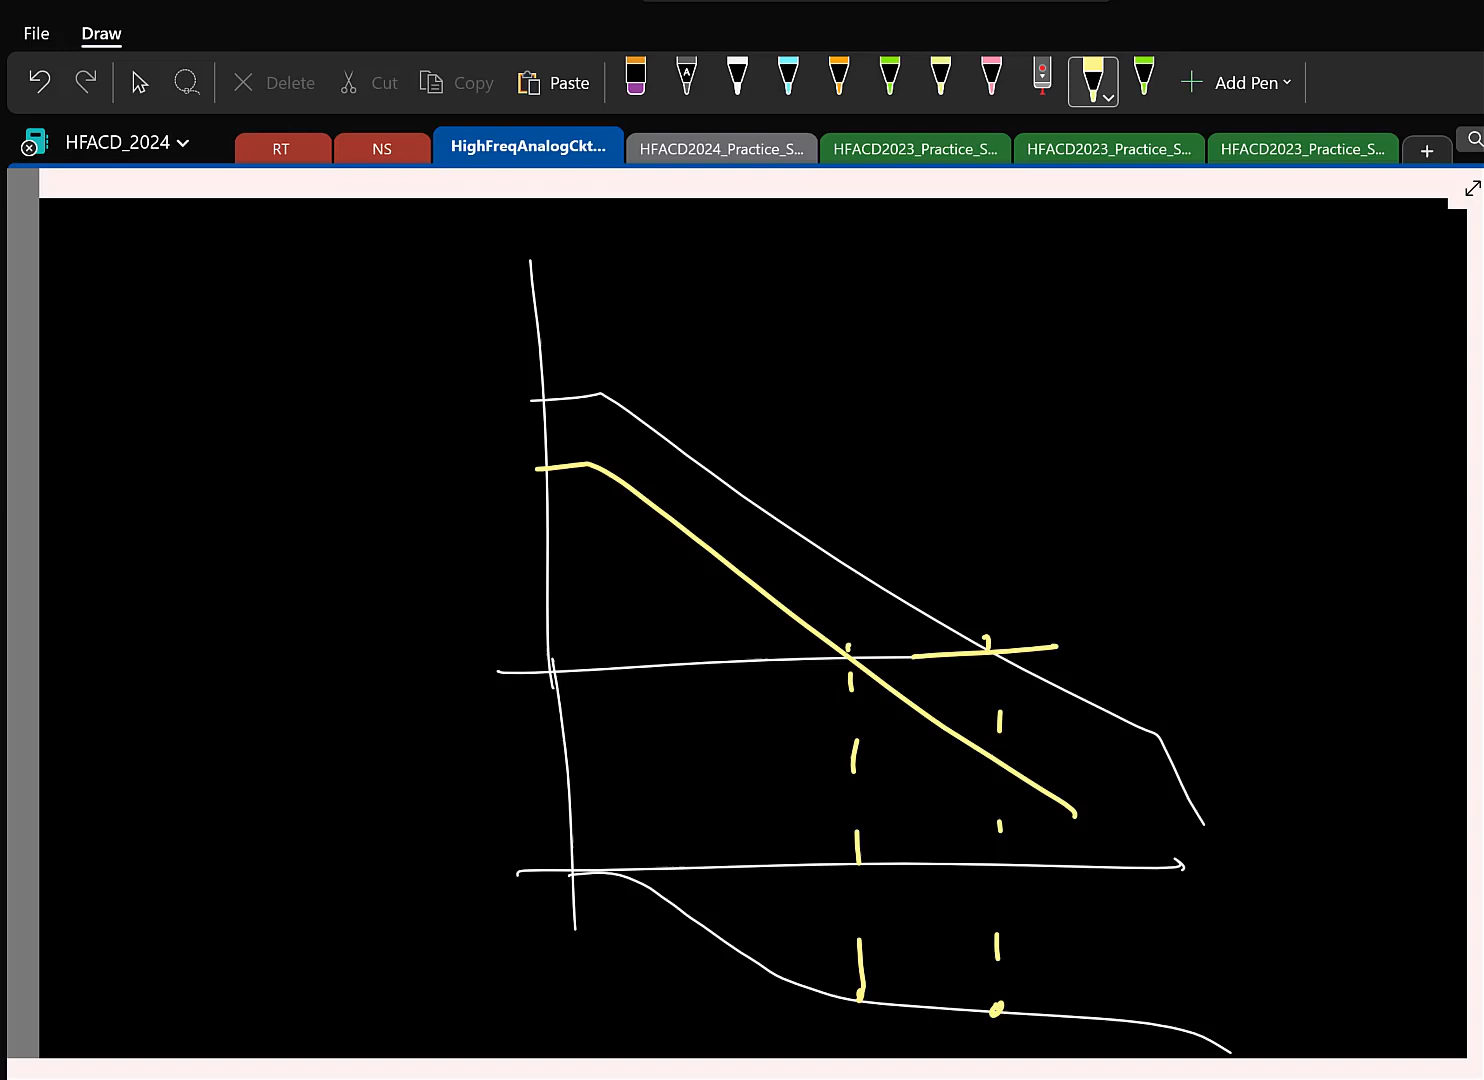 File Draw
Delete Cut Copy Paste A Add Pen
HFACD_2024 RT NS HighFreqAnalogCkt... HFACD2024_Practice_S... HFACD2023_Practice_S... HFACD2023_Practice_S... HFACD2023_Practice_S... +